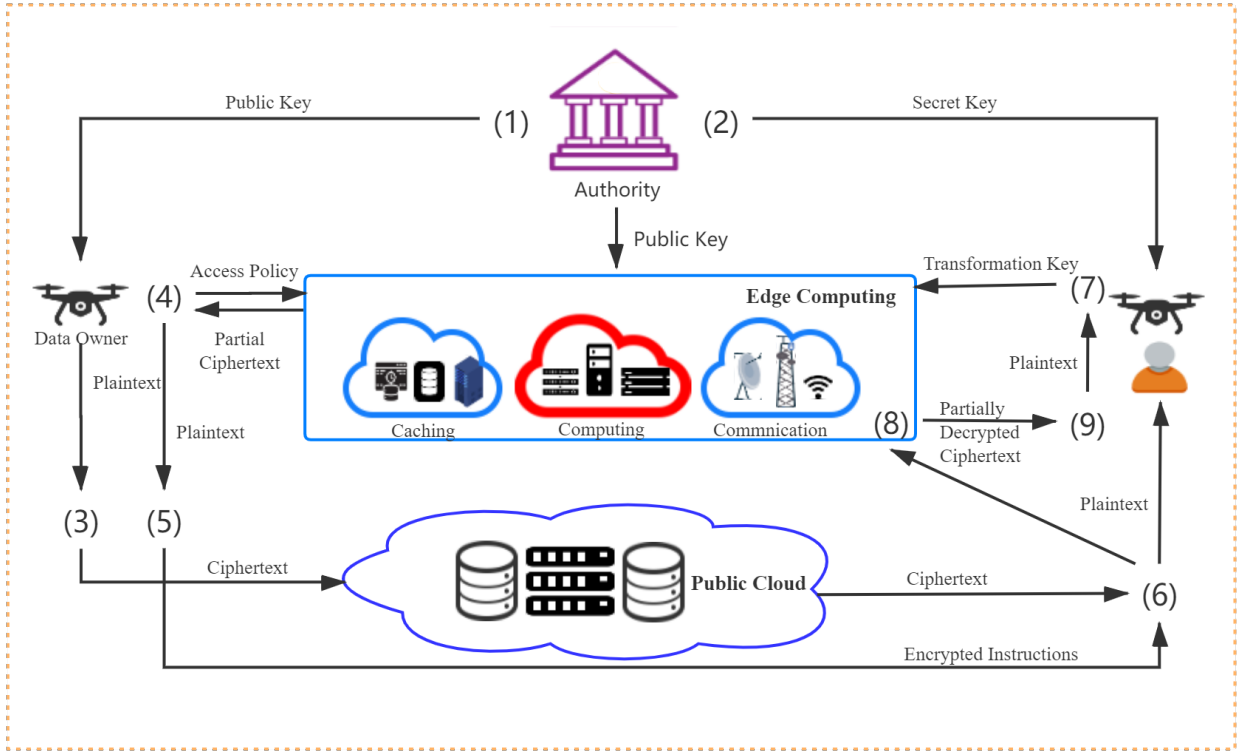 Public Key
(1)
(2)
Secret Key
Authority
Public Key
Access Policy
(4)
Data Owner
Partial
Ciphertext
Edge Computing
Transformation Key
(7)
Plaintext
Plaintext
Plaintext
Caching
Computing
Commnication
(8)
Partially
Decrypted
Ciphertext
(9)
Plaintext
(3)
(5)
Ciphertext
Public Cloud
Ciphertext
(6)
Encrypted Instructions